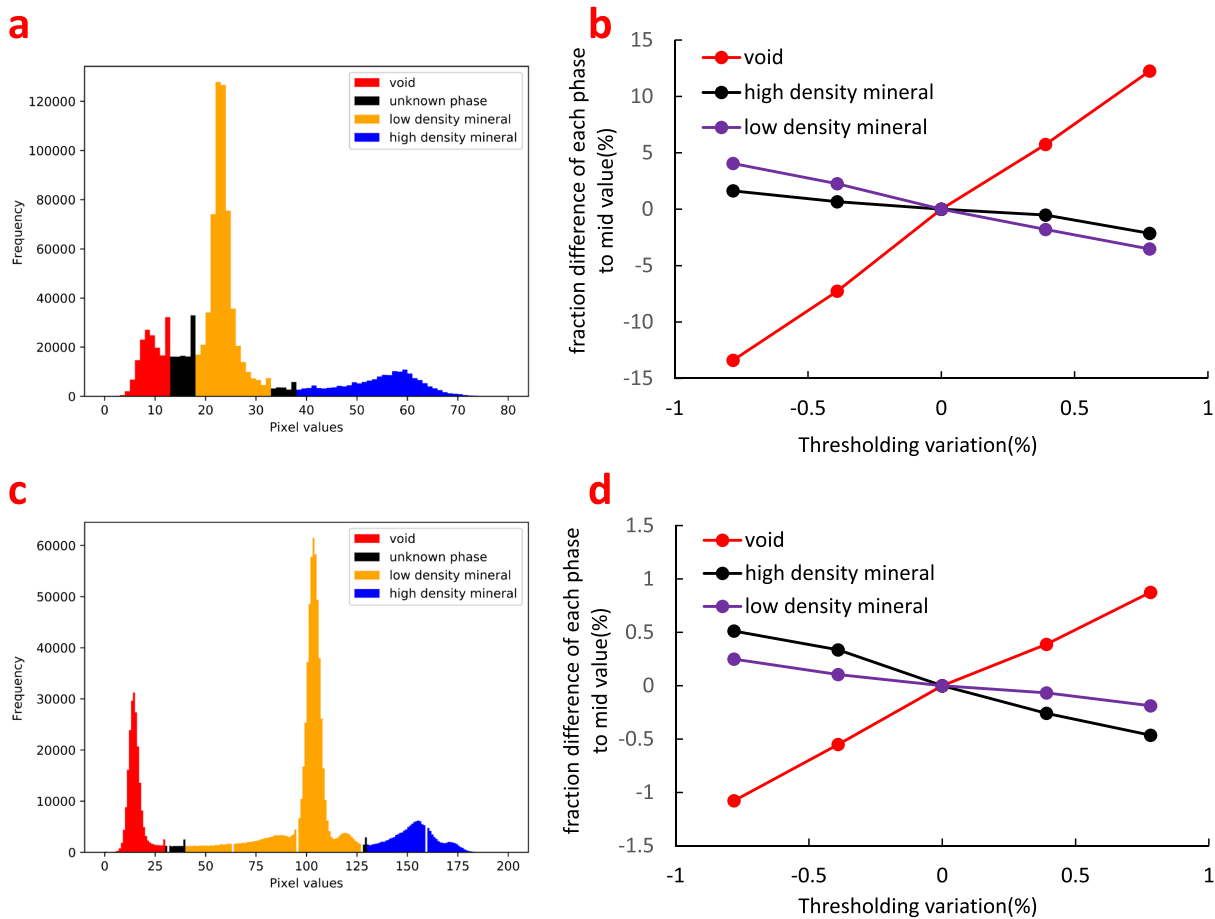 a
void
unknown phase
low density mineral
high density mineral
120000
100000
80000
60000
40000
20000
0
Frequency
0 10 20 30 40 50 60 70 80
Pixel values
b
void
high density mineral
low density mineral
15
10
5
0
-5
-10
-15
fraction difference of each phase
to mid value(%)
-1 -0.5 0 0.5 1
Thresholding variation(%)
c
void
unknown phase
low density mineral
high density mineral
60000
50000
40000
30000
20000
10000
0
Frequency
0 25 50 75 100 125 150 175 200
Pixel values
d
void
high density mineral
low density mineral
1.5
1
0.5
0
-0.5
-1
-1.5
fraction difference of each phase
to mid value(%)
-1 -0.5 0 0.5 1
Thresholding variation(%)